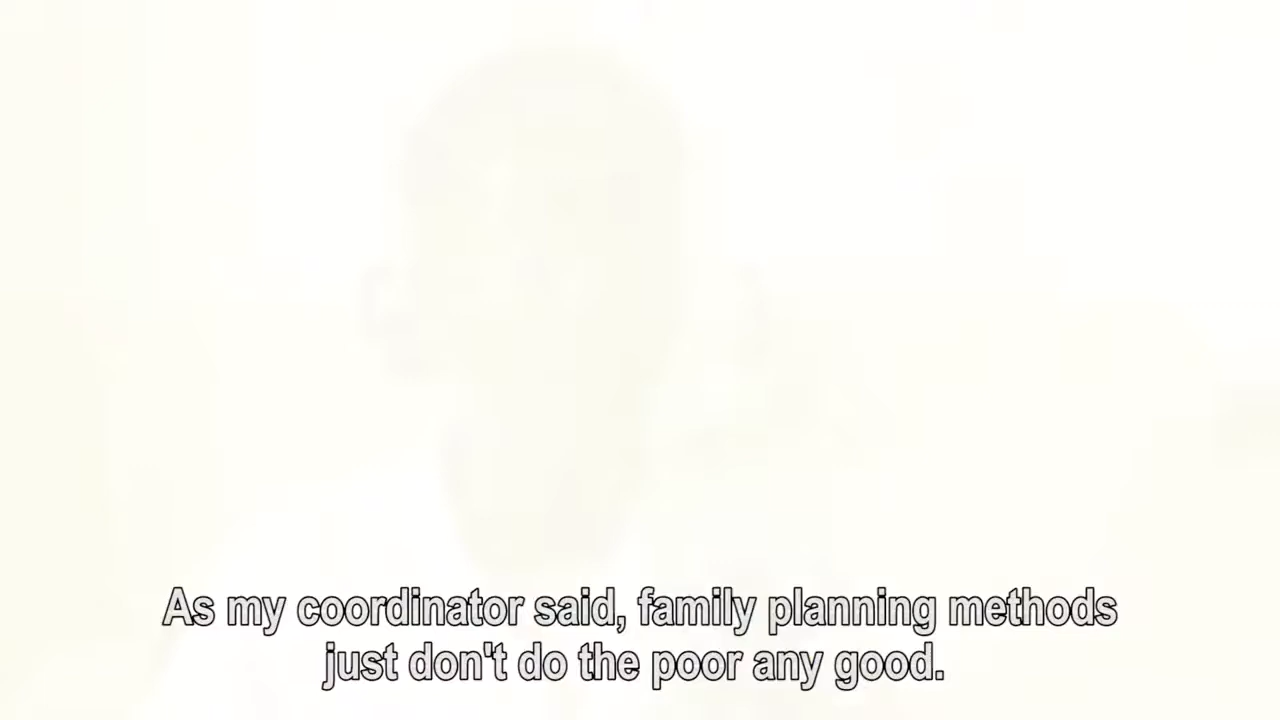 As my coordinator said, family planning methods
just don't do the poor any good.